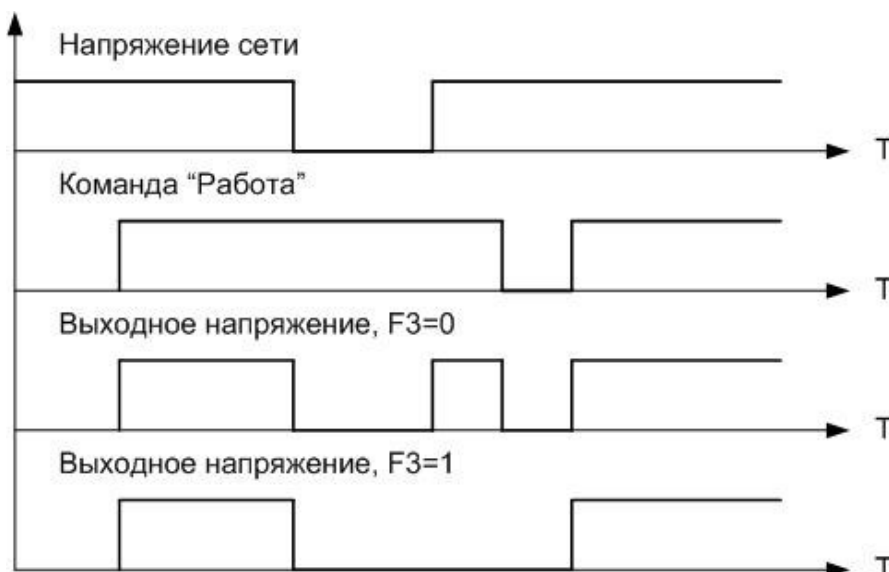 Напряжение сети
T
Команда “Работа”
T
Выходное напряжение, F3=0
T
Выходное напряжение, F3=1
T